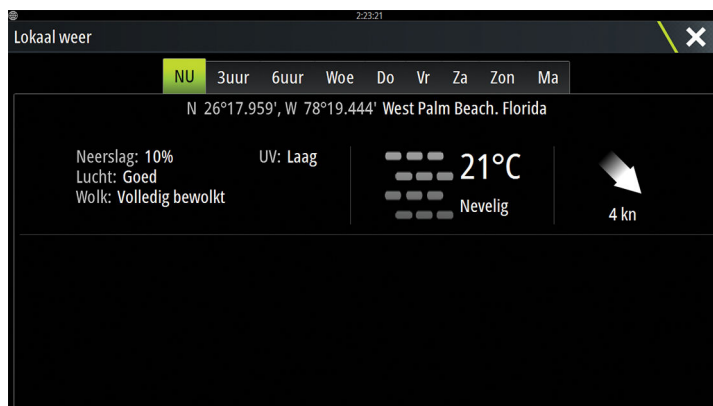 2:23:21
Lokaal weer
NU 3uur 6uur Woe Do Vr Za Zon Ma
N 26°17.959', W 78°19.444' West Palm Beach. Florida
Neerslag: 10% UV: Laag
Lucht: Goed
Wolk: Volledig bewolkt
21°C
Nevelig
4 kn